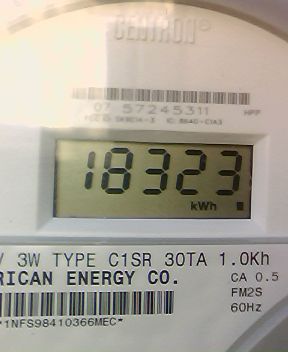 CENTRON®
07 57245311 HPP
18323
kWh
V 3W TYPE C1SR 30TA 1.0Kh
RICAN ENERGY CO. CA 0.5
FM2S
60Hz
*1NFS98410366MEC*